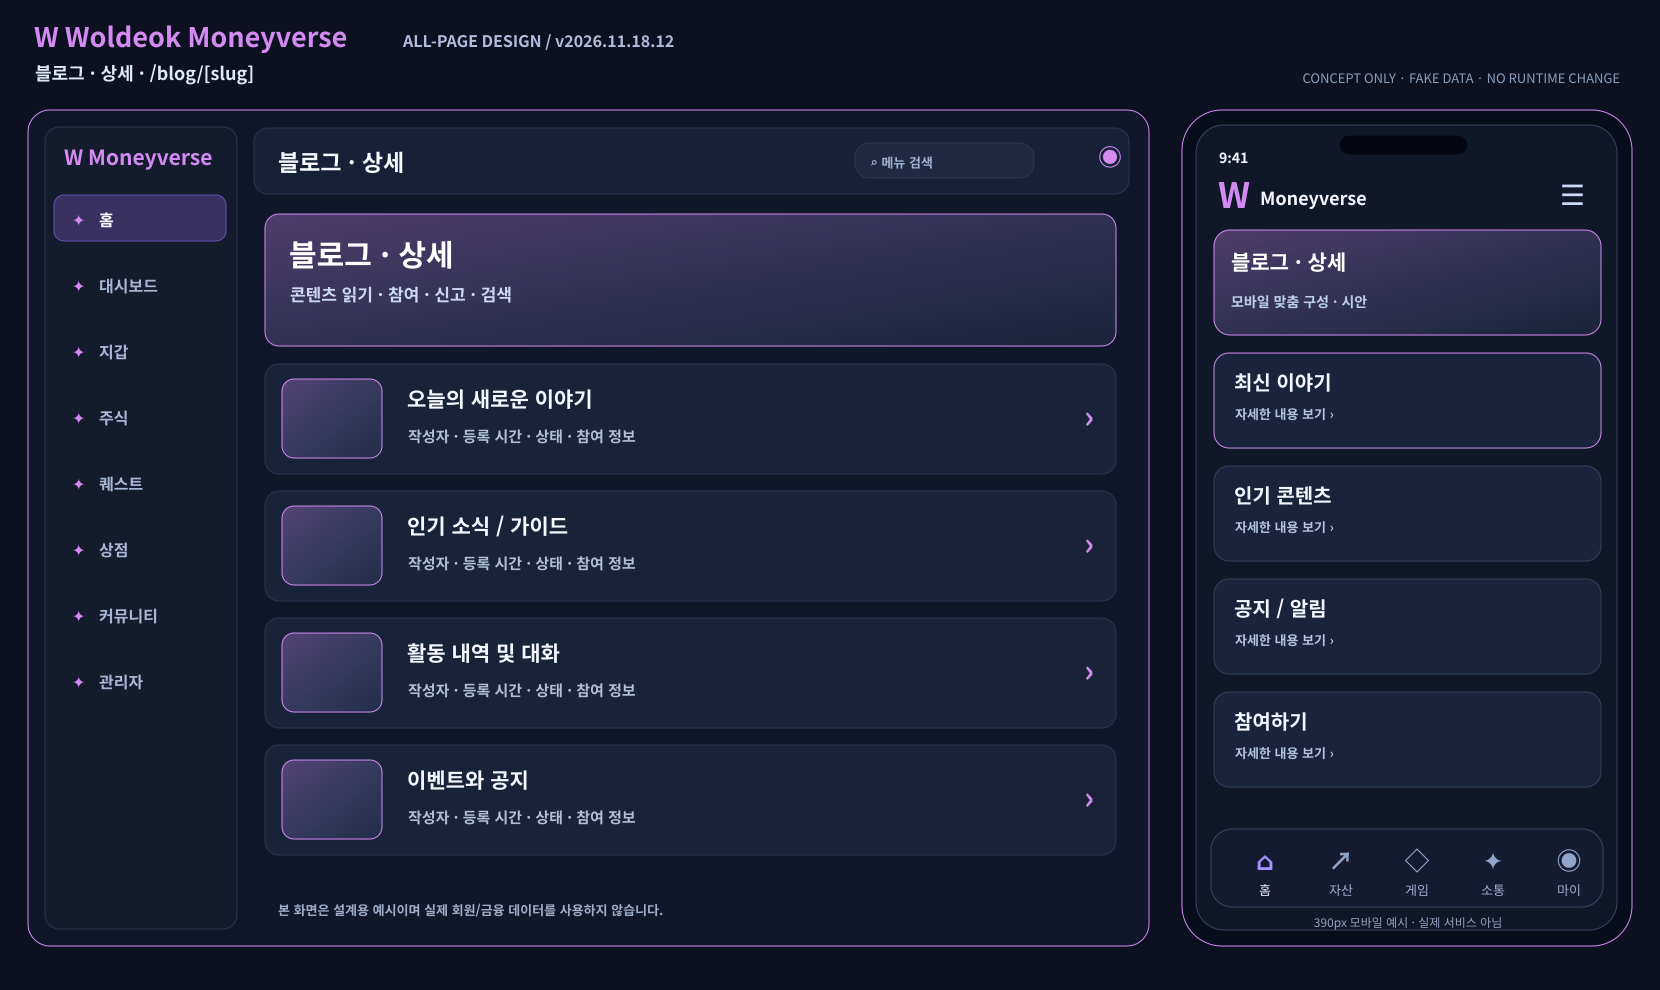 W Woldeok Moneyverse
ALL-PAGE DESIGN / v2026.11.18.12
블로그 · 상세 · /blog/[slug]
CONCEPT ONLY · FAKE DATA · NO RUNTIME CHANGE
W Moneyverse
홈
대시보드
지갑
주식
퀘스트
상점
커뮤니티
관리자
블로그 · 상세
메뉴 검색
블로그 · 상세
콘텐츠 읽기 · 참여 · 신고 · 검색
오늘의 새로운 이야기
작성자 · 등록 시간 · 상태 · 참여 정보
인기 소식 / 가이드
작성자 · 등록 시간 · 상태 · 참여 정보
활동 내역 및 대화
작성자 · 등록 시간 · 상태 · 참여 정보
이벤트와 공지
작성자 · 등록 시간 · 상태 · 참여 정보
본 화면은 설계용 예시이며 실제 회원/금융 데이터를 사용하지 않습니다.
9:41
W Moneyverse
블로그 · 상세
모바일 맞춤 구성 · 시안
최신 이야기
자세한 내용 보기 ›
인기 콘텐츠
자세한 내용 보기 ›
공지 / 알림
자세한 내용 보기 ›
참여하기
자세한 내용 보기 ›
홈
자산
게임
소통
마이
390px 모바일 예시 · 실제 서비스 아님